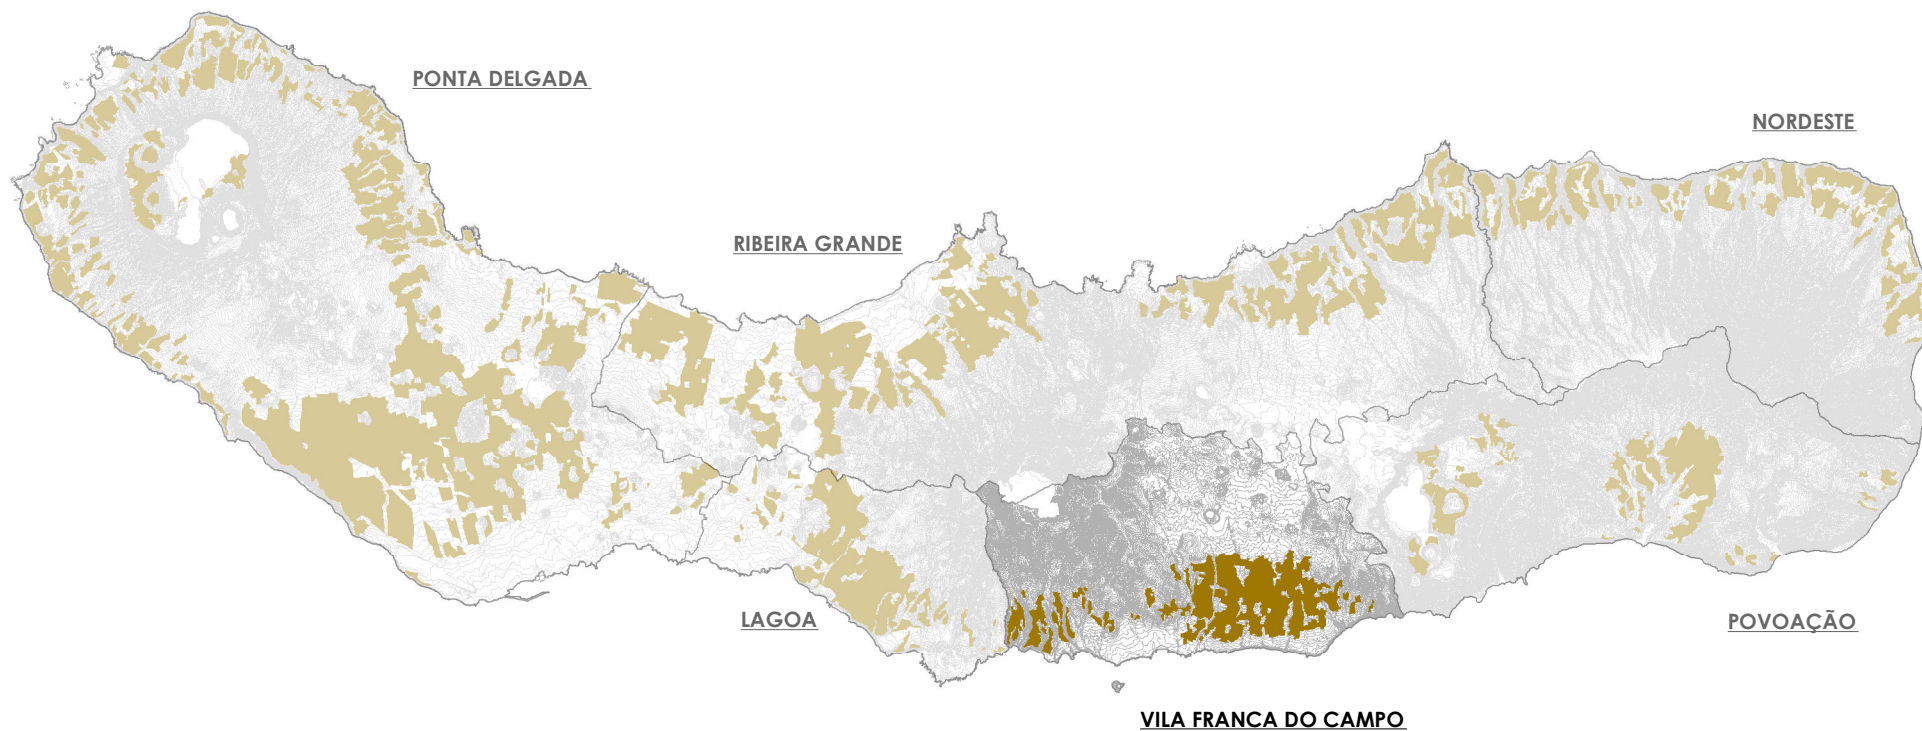 PONTA DELGADA
NORDESTE
RIBEIRA GRANDE
LAGOA
POVOAÇÃO
VILA FRANCA DO CAMPO